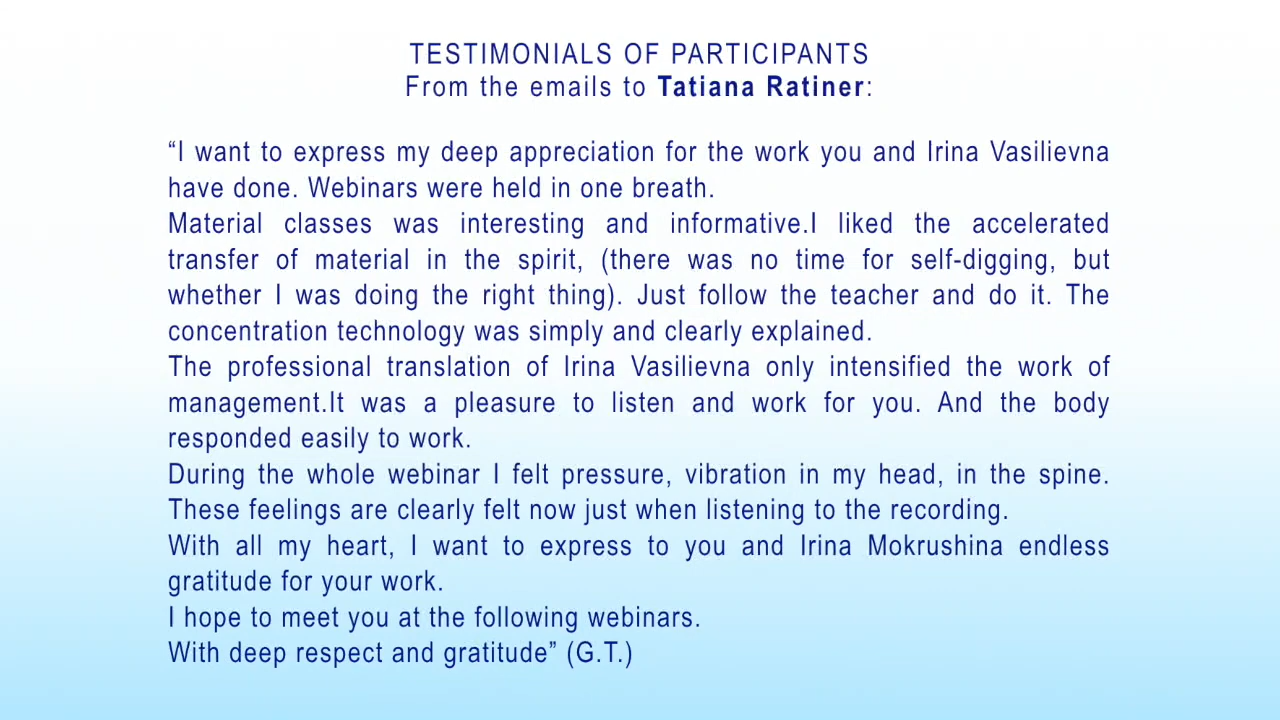 TESTIMONIALS OF PARTICIPANTS
From the emails to Tatiana Ratiner:
“I want to express my deep appreciation for the work you and Irina Vasilievna
have done. Webinars were held in one breath.
Material classes was interesting and informative.I liked the accelerated
transfer of material in the spirit, (there was no time for self-digging, but
whether I was doing the right thing). Just follow the teacher and do it. The
concentration technology was simply and clearly explained.
The professional translation of Irina Vasilievna only intensified the work of
management.It was a pleasure to listen and work for you. And the body
responded easily to work.
During the whole webinar I felt pressure, vibration in my head, in the spine.
These feelings are clearly felt now just when listening to the recording.
With all my heart, I want to express to you and Irina Mokrushina endless
gratitude for your work.
I hope to meet you at the following webinars.
With deep respect and gratitude” (G.T.)